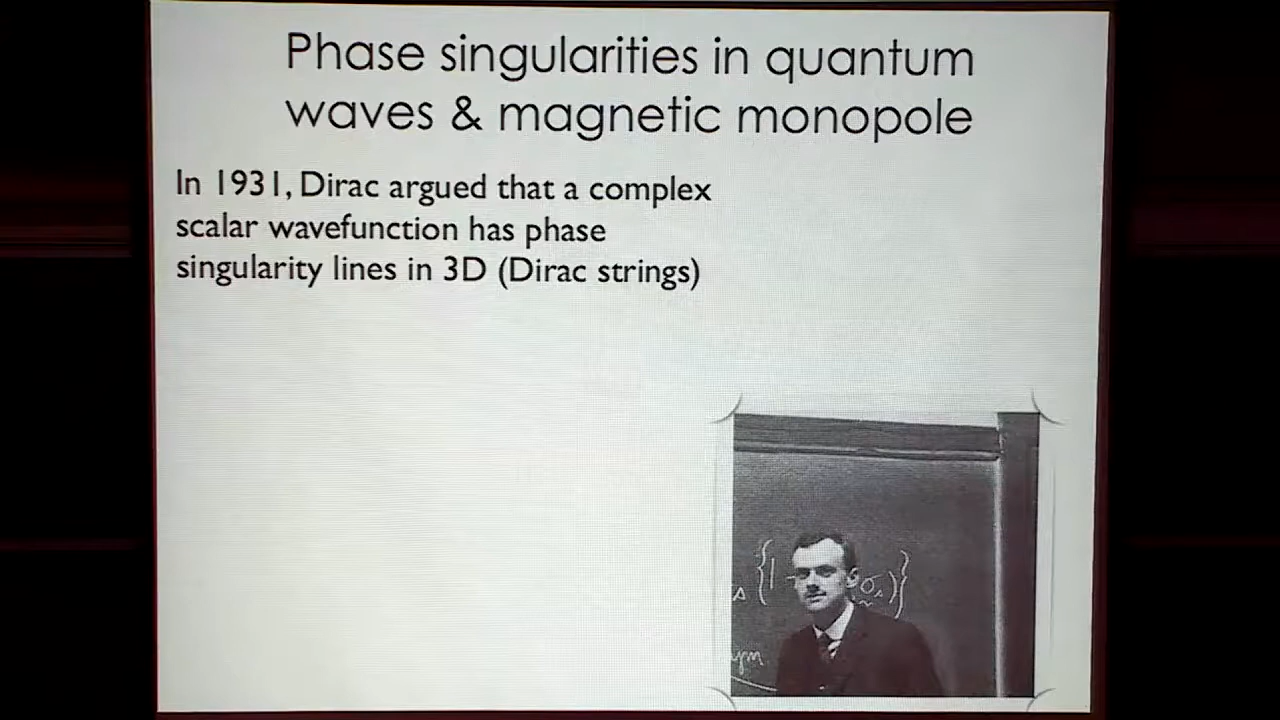 Phase singularities in quantum
waves & magnetic monopole
In 1931, Dirac argued that a complex
scalar wavefunction has phase
singularity lines in 3D (Dirac strings)